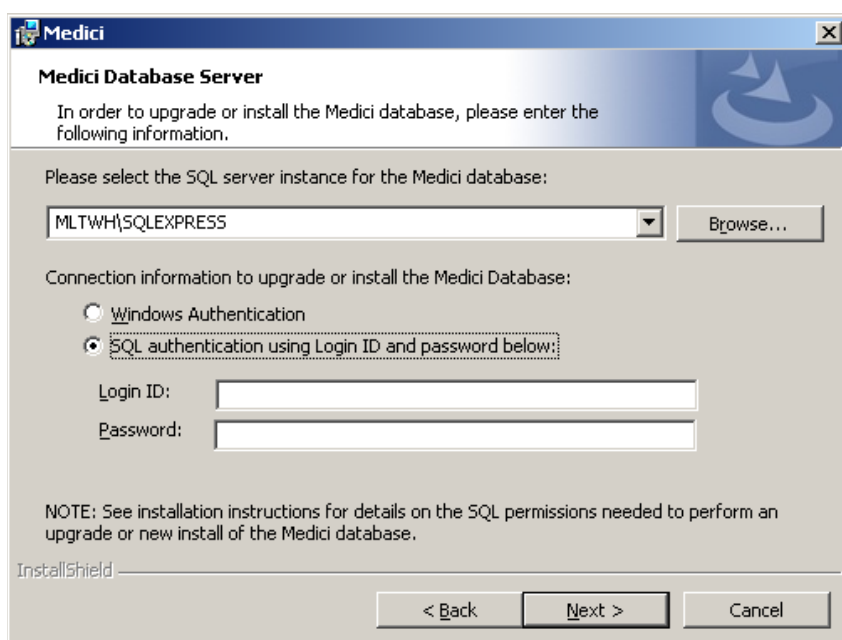 Medici
Medici Database Server
In order to upgrade or install the Medici database, please enter the
following information.
Please select the SQL server instance for the Medici database:
MLTWH\SQLEXPRESS
Browse...
Connection information to upgrade or install the Medici Database:
Windows Authentication
SQL authentication using Login ID and password below:
Login ID:
Password:
NOTE: See installation instructions for details on the SQL permissions needed to perform an
upgrade or new install of the Medici database.
InstallShield
< Back
Next >
Cancel